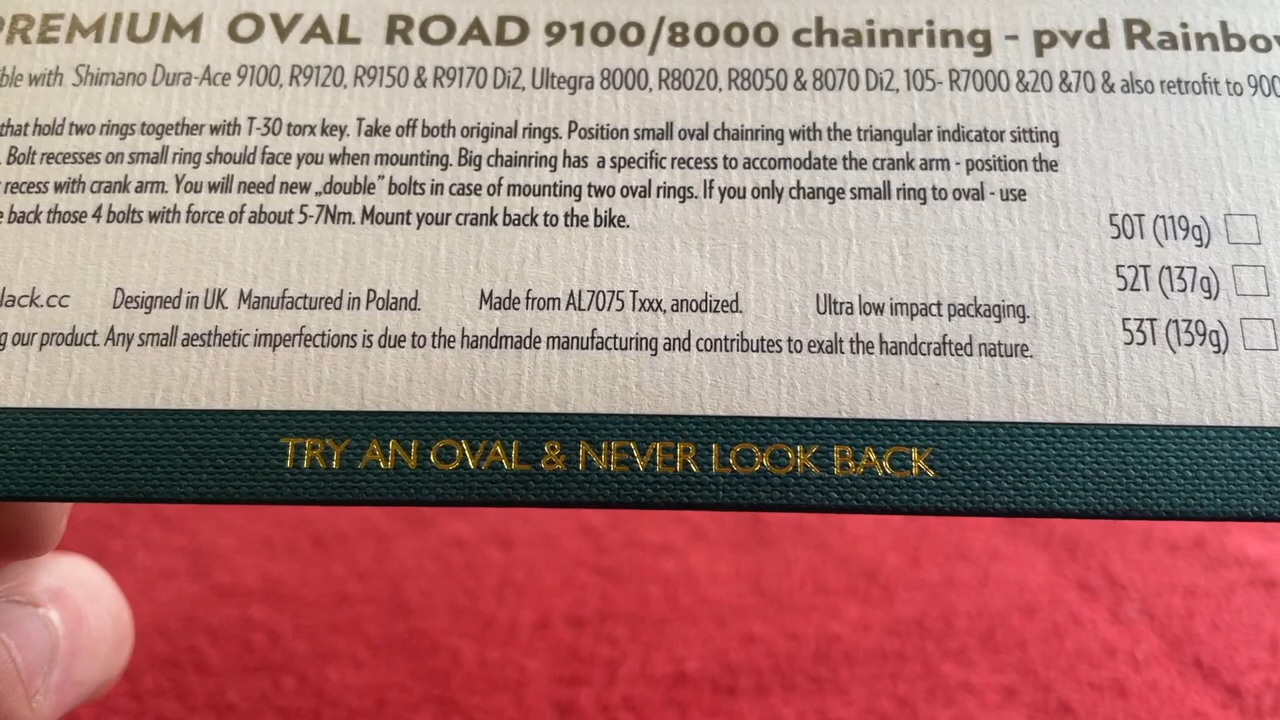 PREMIUM OVAL ROAD 9100/8000 chainring - pvd Rainbow
ble with Shimano Dura-Ace 9100, R9120, R9150 & R9170 Di2, Ultegra 8000, R8020, R8050 & 8070 Di2, 105- R7000 &20 &70 & also retrofit to 900
that hold two rings together with T-30 torx key. Take off both original rings. Position small oval chainring with the triangular indicator sitting
. Bolt recesses on small ring should face you when mounting. Big chainring has a specific recess to accomodate the crank arm - position the
recess with crank arm. You will need new „double” bolts in case of mounting two oval rings. If you only change small ring to oval - use
e back those 4 bolts with force of about 5-7Nm. Mount your crank back to the bike.
50T (119g)
52T (137g)
53T (139g)
lack.cc Designed in UK. Manufactured in Poland. Made from AL7075 Txxx, anodized. Ultra low impact packaging.
g our product. Any small aesthetic imperfections is due to the handmade manufacturing and contributes to exalt the handcrafted nature.
TRY AN OVAL & NEVER LOOK BACK